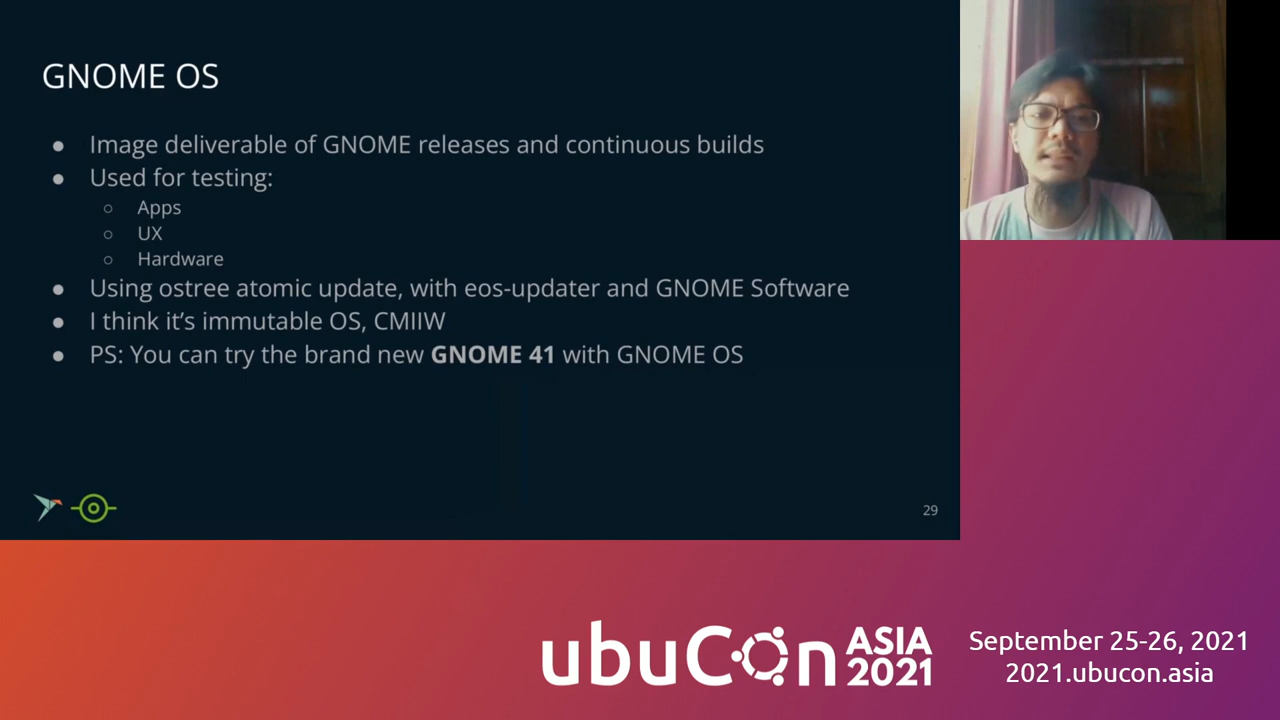 GNOME OS
● Image deliverable of GNOME releases and continuous builds
● Used for testing:
○ Apps
○ UX
○ Hardware
● Using ostree atomic update, with eos-updater and GNOME Software
● I think it's immutable OS, CMIIW
● PS: You can try the brand new GNOME 41 with GNOME OS
29
ubuCon ASIA 2021
September 25-26, 2021
2021.ubucon.asia